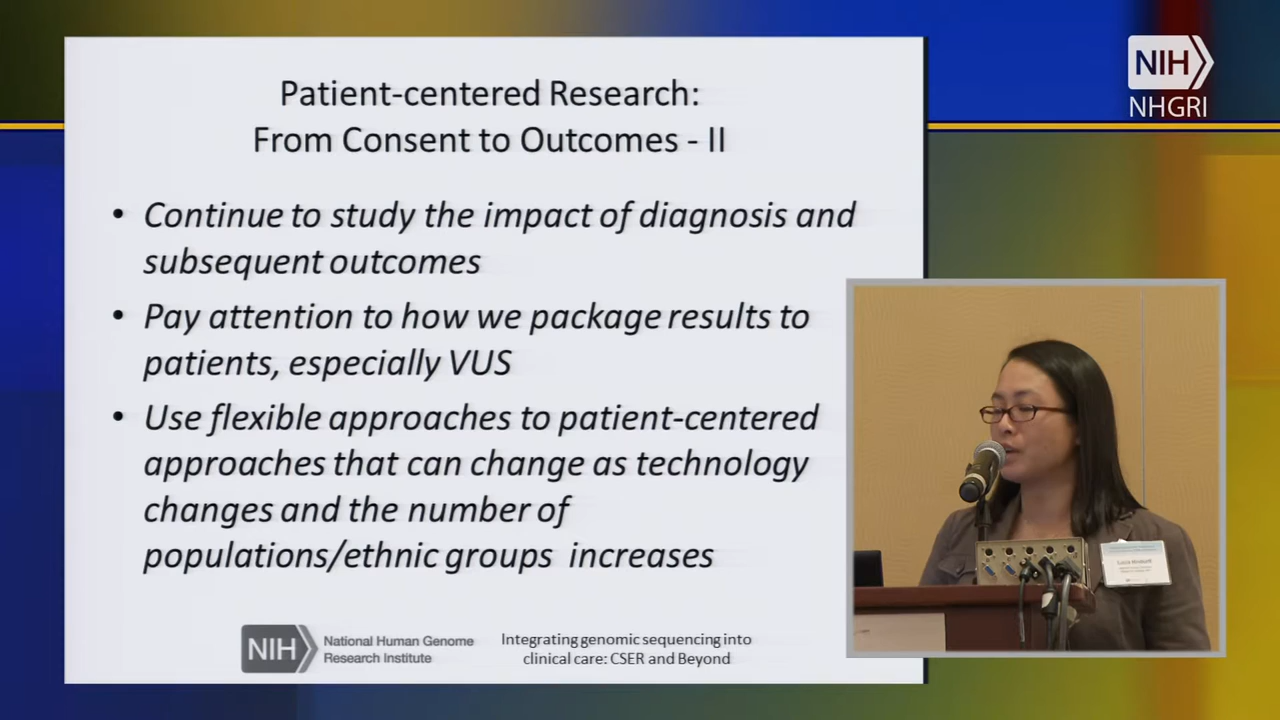 Patient-centered Research:
From Consent to Outcomes - II
• Continue to study the impact of diagnosis and
subsequent outcomes
• Pay attention to how we package results to
patients, especially VUS
• Use flexible approaches to patient-centered
approaches that can change as technology
changes and the number of
populations/ethnic groups increases
NIH
National Human Genome
Research Institute
Integrating genomic sequencing into
clinical care: CSER and Beyond
NIH
NHGRI